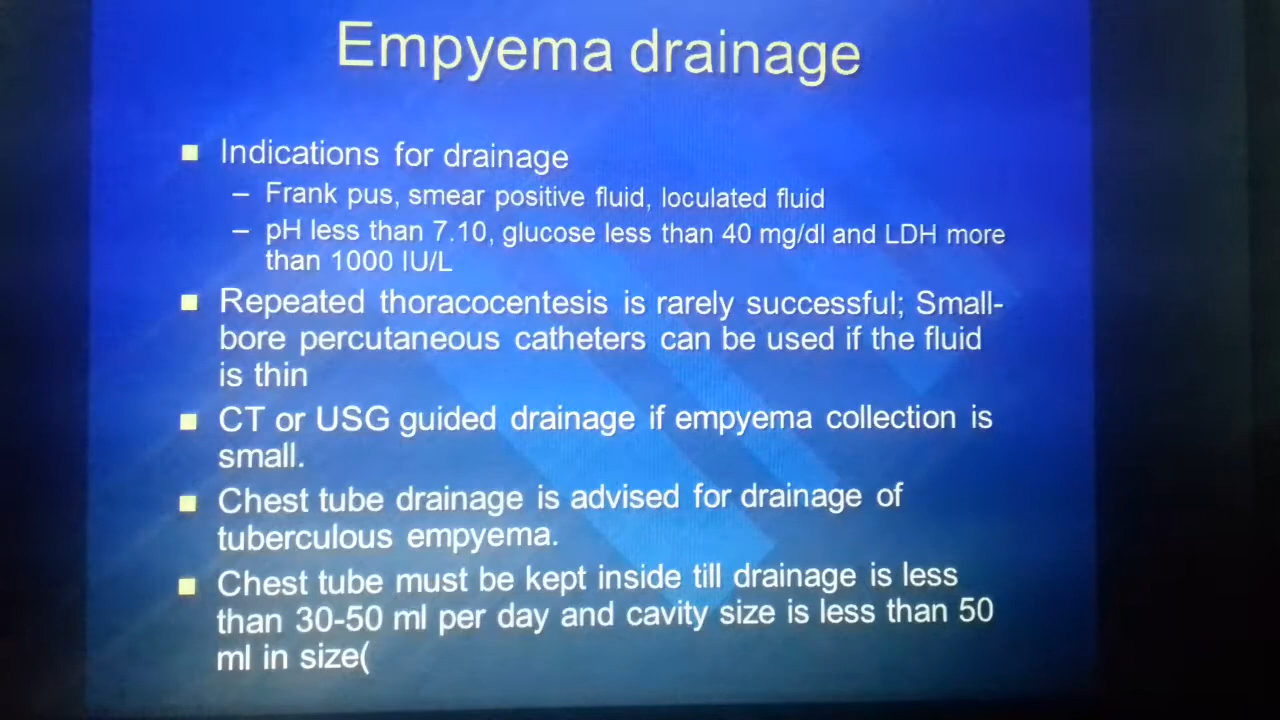 Empyema drainage
Indications for drainage
– Frank pus, smear positive fluid, loculated fluid
– pH less than 7.10, glucose less than 40 mg/dl and LDH more
than 1000 IU/L
Repeated thoracocentesis is rarely successful; Small-
bore percutaneous catheters can be used if the fluid
is thin
CT or USG guided drainage if empyema collection is
small.
Chest tube drainage is advised for drainage of
tuberculous empyema.
Chest tube must be kept inside till drainage is less
than 30-50 ml per day and cavity size is less than 50
ml in size(